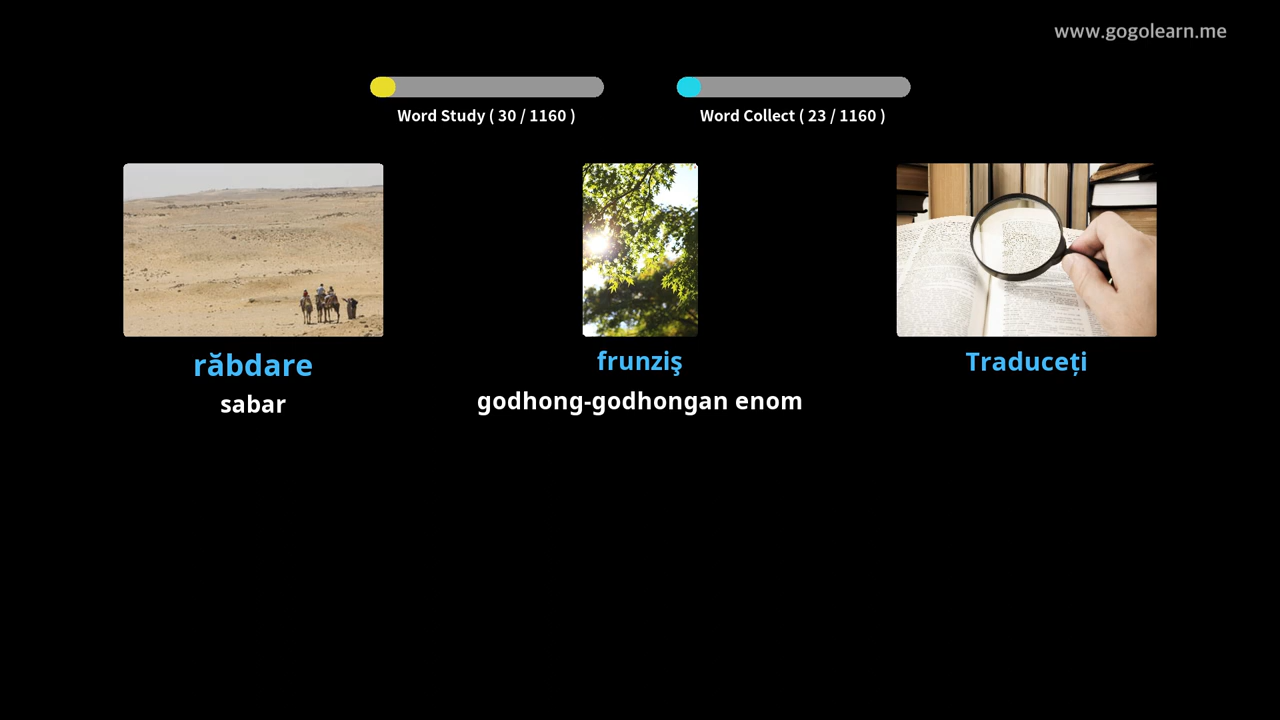 www.gogolearn.me
Word Study ( 30 / 1160 )
Word Collect ( 23 / 1160 )
răbdare
frunziş
Traduceți
sabar
godhong-godhongan enom